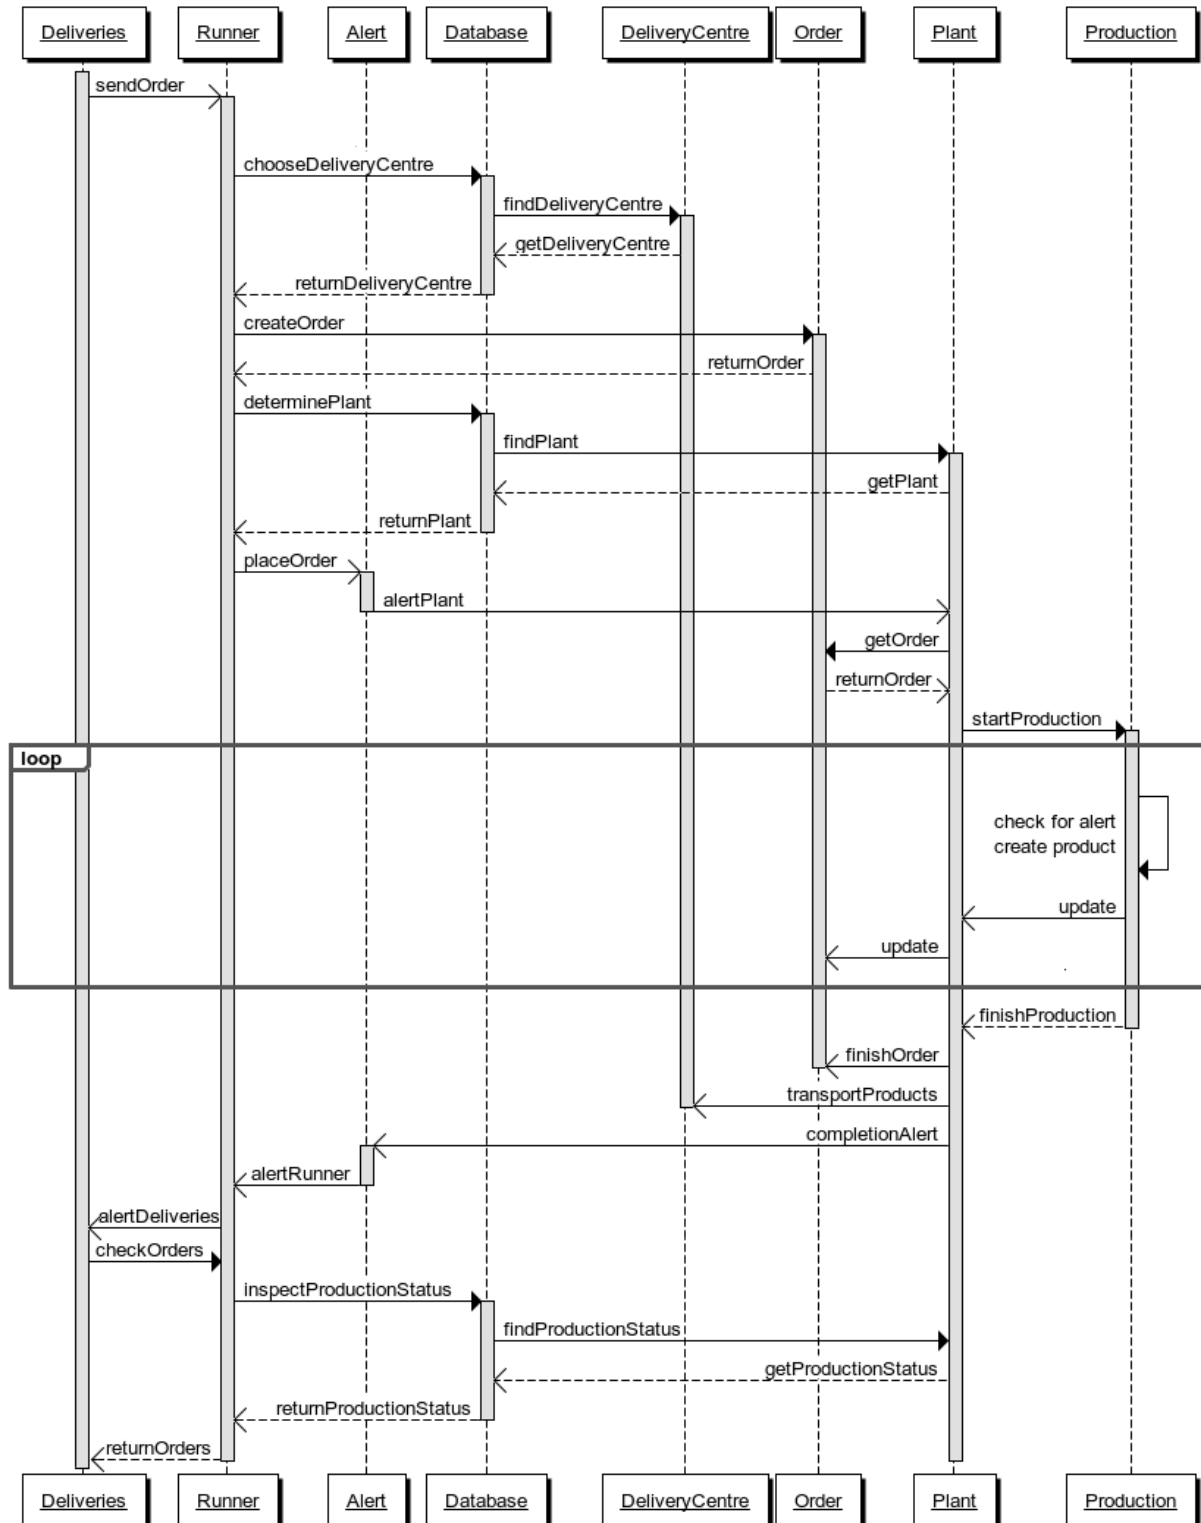 Deliveries
Runner
Alert
Database
DeliveryCentre
Order
Plant
Production
sendOrder
chooseDeliveryCentre
findDeliveryCentre
getDeliveryCentre
returnDeliveryCentre
createOrder
returnOrder
determinePlant
findPlant
getPlant
returnPlant
placeOrder
alertPlant
getOrder
returnOrder
startProduction
loop
check for alert
create product
update
update
finishProduction
finishOrder
transportProducts
completionAlert
alertRunner
alertDeliveries
checkOrders
inspectProductionStatus
findProductionStatus
getProductionStatus
returnProductionStatus
returnOrders
Deliveries
Runner
Alert
Database
DeliveryCentre
Order
Plant
Production